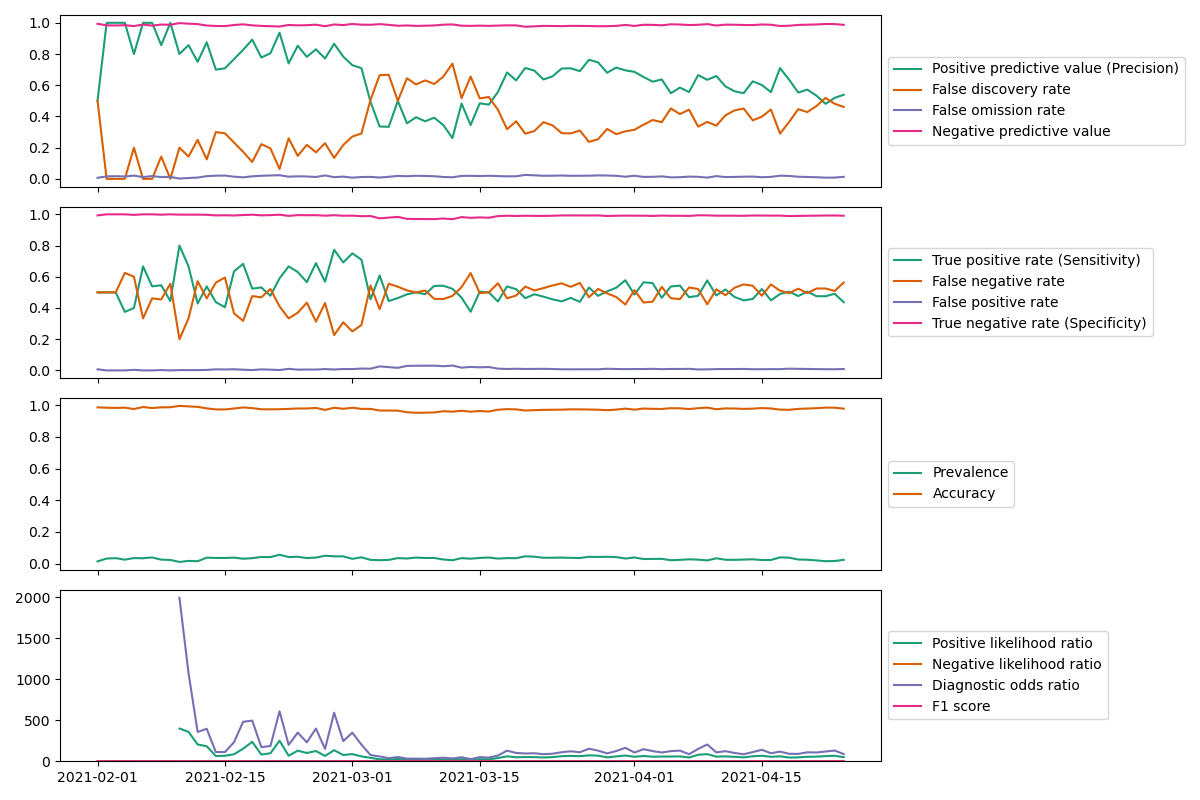 1.0
0.8
0.6
0.4
0.2
0.0
Positive predictive value (Precision)
False discovery rate
False omission rate
Negative predictive value
1.0
0.8
0.6
0.4
0.2
0.0
True positive rate (Sensitivity)
False negative rate
False positive rate
True negative rate (Specificity)
1.0
0.8
0.6
0.4
0.2
0.0
Prevalence
Accuracy
2000
1500
1000
500
0
Positive likelihood ratio
Negative likelihood ratio
Diagnostic odds ratio
F1 score
2021-02-01 2021-02-15 2021-03-01 2021-03-15 2021-04-01 2021-04-15